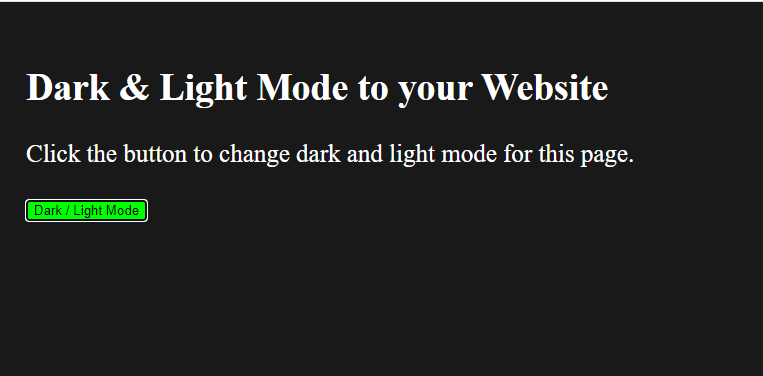 Dark & Light Mode to your Website
Click the button to change dark and light mode for this page.
Dark / Light Mode